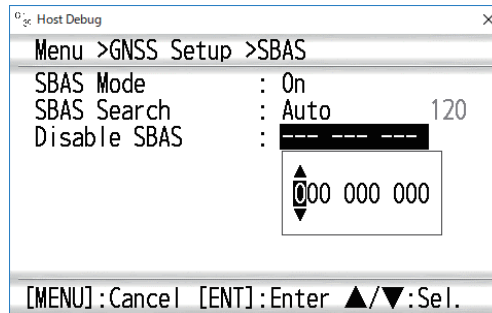 Host Debug
Menu >GNSS Setup >SBAS
SBAS Mode : On
SBAS Search : Auto 120
Disable SBAS : --- --- ---
000 000 000
[MENU]:Cancel [ENT]:Enter ▲/▼:Sel.